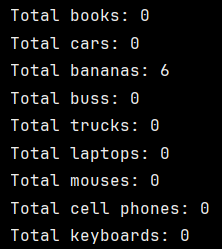 Total books: 0
Total cars: 0
Total bananas: 6
Total buss: 0
Total trucks: 0
Total laptops: 0
Total mouses: 0
Total cell phones: 0
Total keyboards: 0